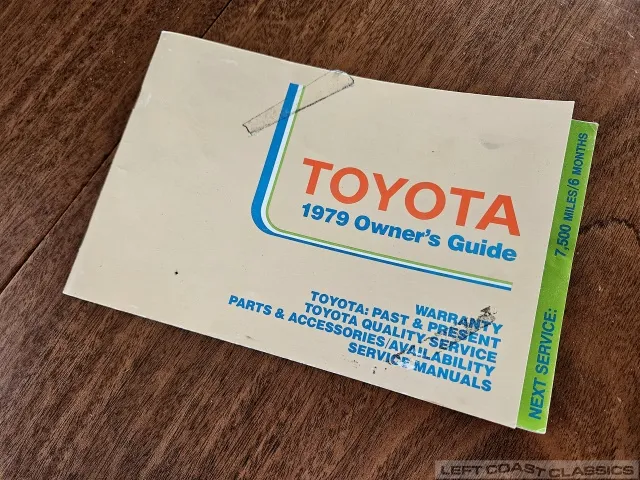 TOYOTA
1979 Owner's Guide
WARRANTY
TOYOTA: PAST & PRESENT
TOYOTA QUALITY SERVICE
PARTS & ACCESSORIES/AVAILABILITY
SERVICE MANUALS
NEXT SERVICE: 7,500 MILES/6 MONTHS
LEFT COAST CLASSICS